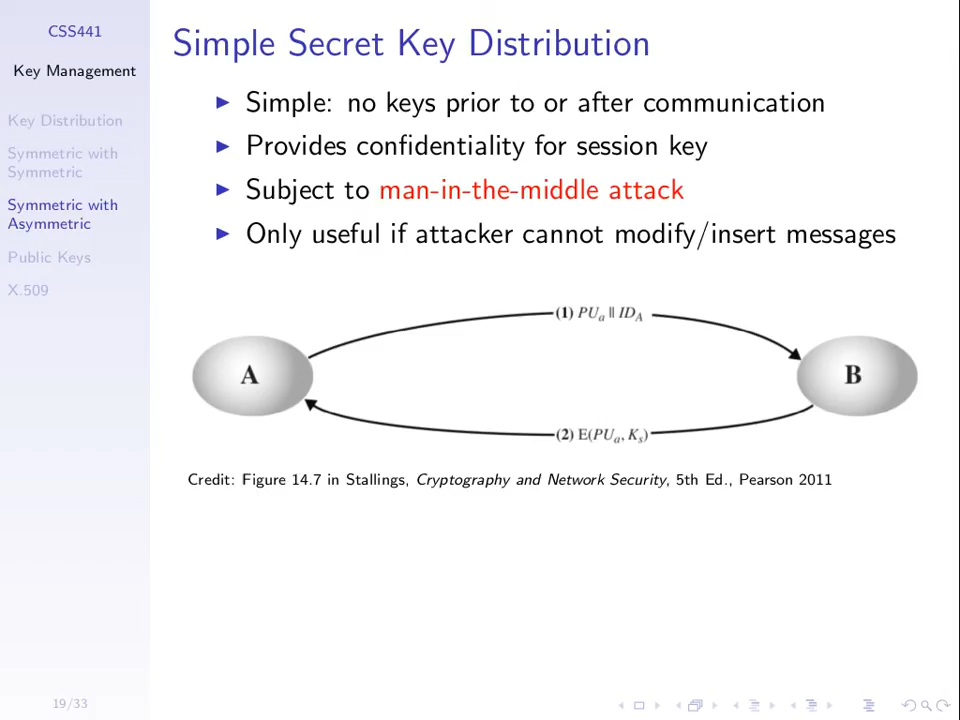 CSS441
Key Management
Key Distribution
Symmetric with
Symmetric
Symmetric with
Asymmetric
Public Keys
X.509
Simple Secret Key Distribution
► Simple: no keys prior to or after communication
► Provides confidentiality for session key
► Subject to man-in-the-middle attack
► Only useful if attacker cannot modify/insert messages
(1) PUₐ || ID_A
A
B
(2) E(PUₐ, Kₛ)
Credit: Figure 14.7 in Stallings, Cryptography and Network Security, 5th Ed., Pearson 2011
19/33